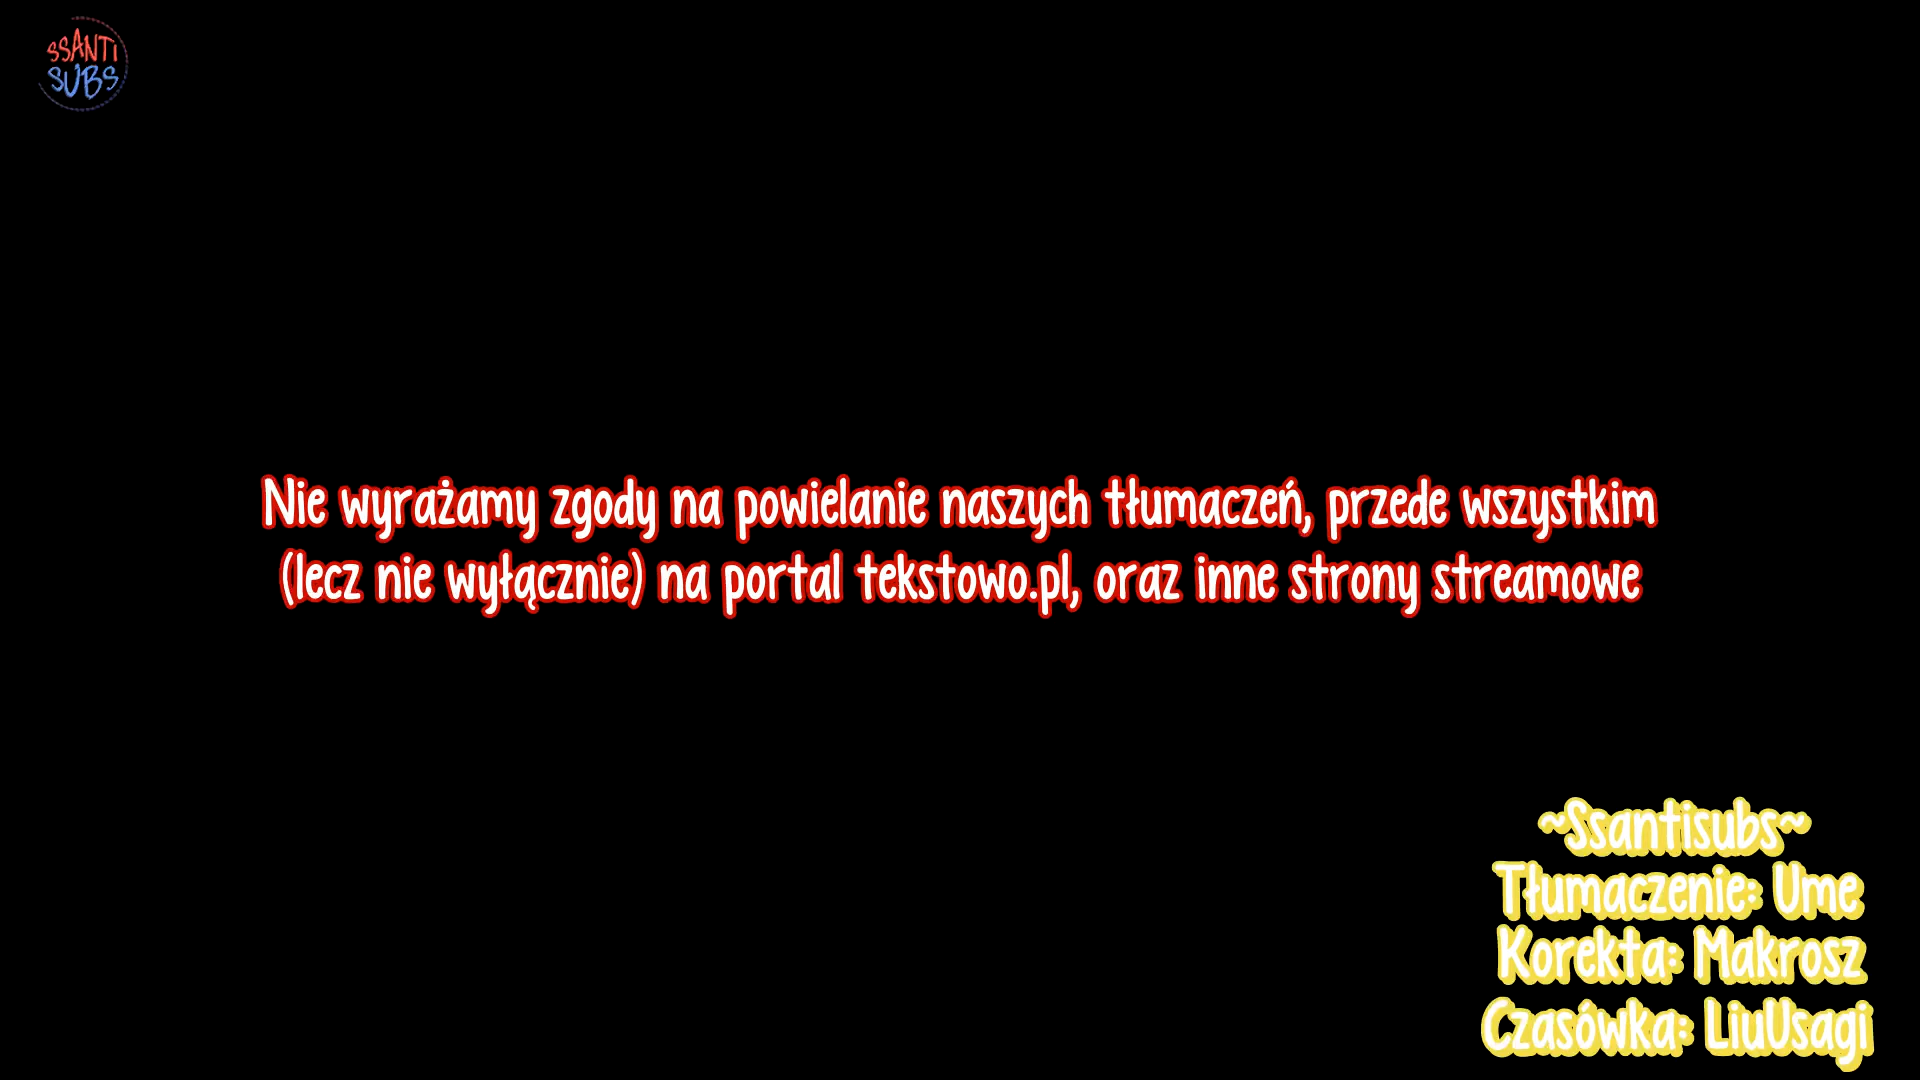 SSANTI
SUBS
Nie wyrażamy zgody na powielanie naszych tłumaczeń, przede wszystkim
(lecz nie wyłącznie) na portal tekstowo.pl, oraz inne strony streamowe
~Ssantisubs~
Tłumaczenie: Ume
Korekta: Makrosz
Czasówka: LiuUsagi